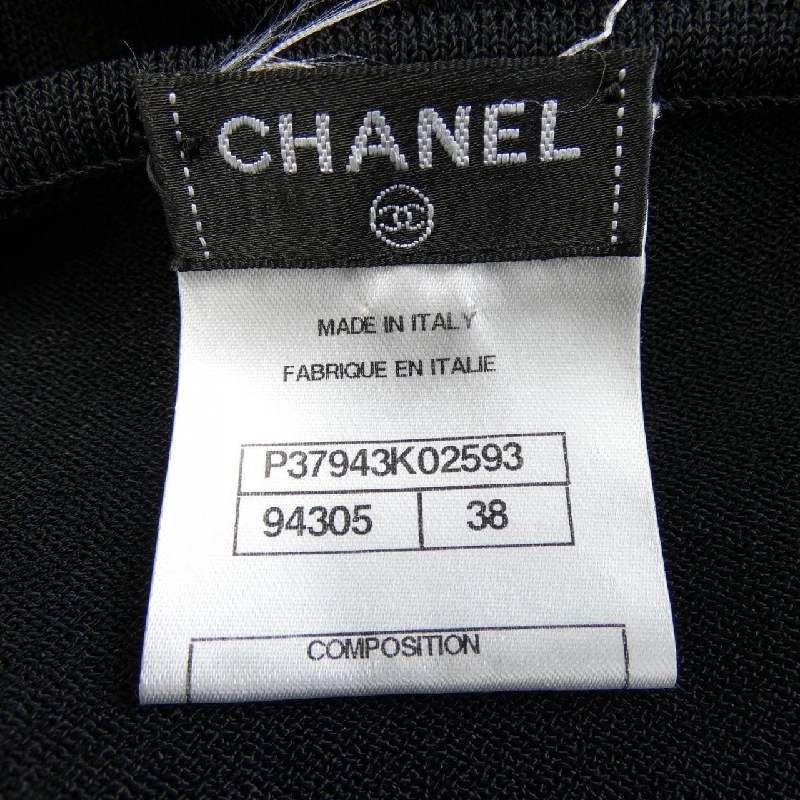 CHANEL
MADE IN ITALY
FABRIQUE EN ITALIE
P37943K02593
94305 38
COMPOSITION